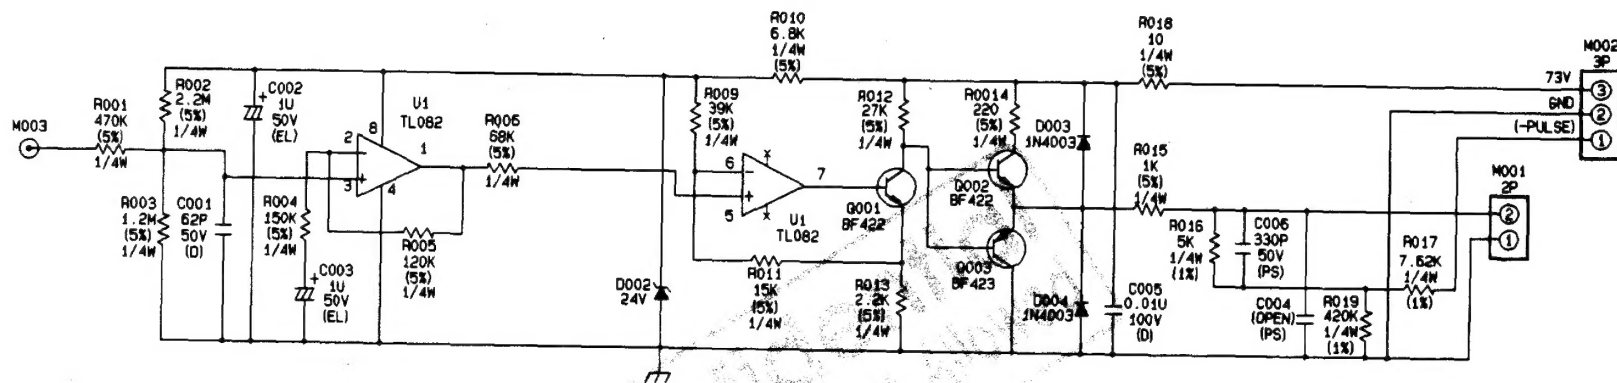 M003
R001
470K
(5%)
1/4W
R002
2.2M
(5%)
1/4W
R003
1.2M
(5%)
1/4W
C001
62P
50V
(D)
C002
1U
50V
(EL)
+
R004
150K
(5%)
1/4W
C003
1U
50V
(EL)
+
U1
TL082
2
8
1
3
4
-
+
R005
120K
(5%)
1/4W
R006
68K
(5%)
1/4W
D002
24V
R009
39K
(5%)
1/4W
R010
6.8K
1/4W
(5%)
6
7
5
-
+
x
x
U1
TL082
R011
15K
(5%)
1/4W
R012
27K
(5%)
1/4W
Q001
BF422
R013
2.2K
(5%)
1/4W
R0014
220
(5%)
1/4W
Q002
BF422
Q003
BF423
D003
1N4003
D004
1N4003
C005
0.01U
100V
(D)
R018
10
1/4W
(5%)
R015
1K
(5%)
1/4W
R016
5K
1/4W
(1%)
C006
330P
50V
(PS)
C004
(OPEN)
(PS)
R019
420K
1/4W
(1%)
R017
7.62K
1/4W
(1%)
73V
GND
(-PULSE)
M002
3P
3
2
1
M001
2P
2
1